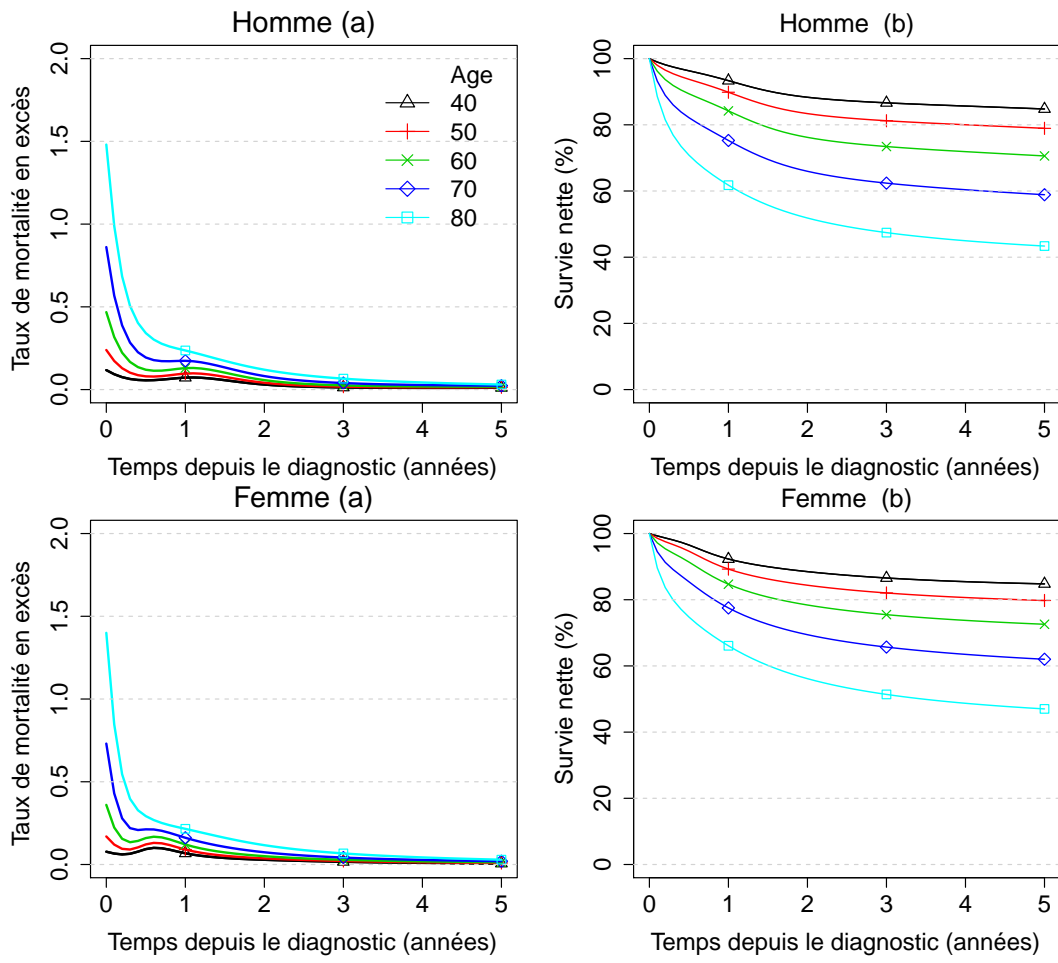 Homme (a)
Taux de mortalité en excès
2.0
1.5
1.0
0.5
0.0
Age
40
50
60
70
80
0 1 2 3 4 5
Temps depuis le diagnostic (années)
Homme (b)
Survie nette (%)
100
80
60
40
20
0
0 1 2 3 4 5
Temps depuis le diagnostic (années)
Femme (a)
Taux de mortalité en excès
2.0
1.5
1.0
0.5
0.0
0 1 2 3 4 5
Temps depuis le diagnostic (années)
Femme (b)
Survie nette (%)
100
80
60
40
20
0
0 1 2 3 4 5
Temps depuis le diagnostic (années)